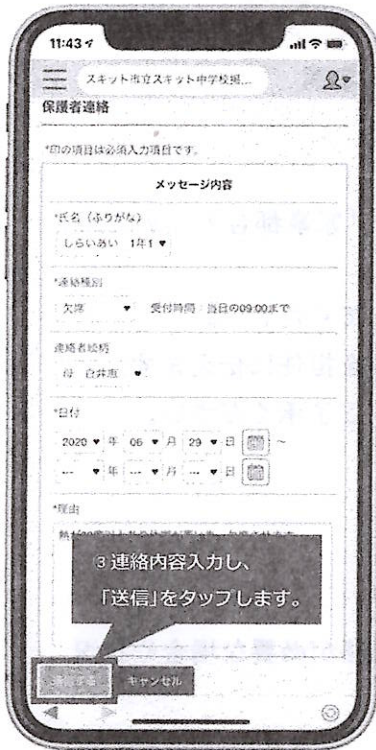 11:43
スキット市立スキット中学校掲...
保護者連絡
*印の項目は必須入力項目です。
メッセージ内容
*氏名（ふりがな）
しらいあい 1年1
*連絡種別
欠席 受付時間：当日の09:00まで
連絡者続柄
母 白井恵
*日付
2020 年 06 月 29 日 ～
--- 年 --- 月 --- 日
*理由
③連絡内容入力し、
「送信」をタップします。
送信する
キャンセル